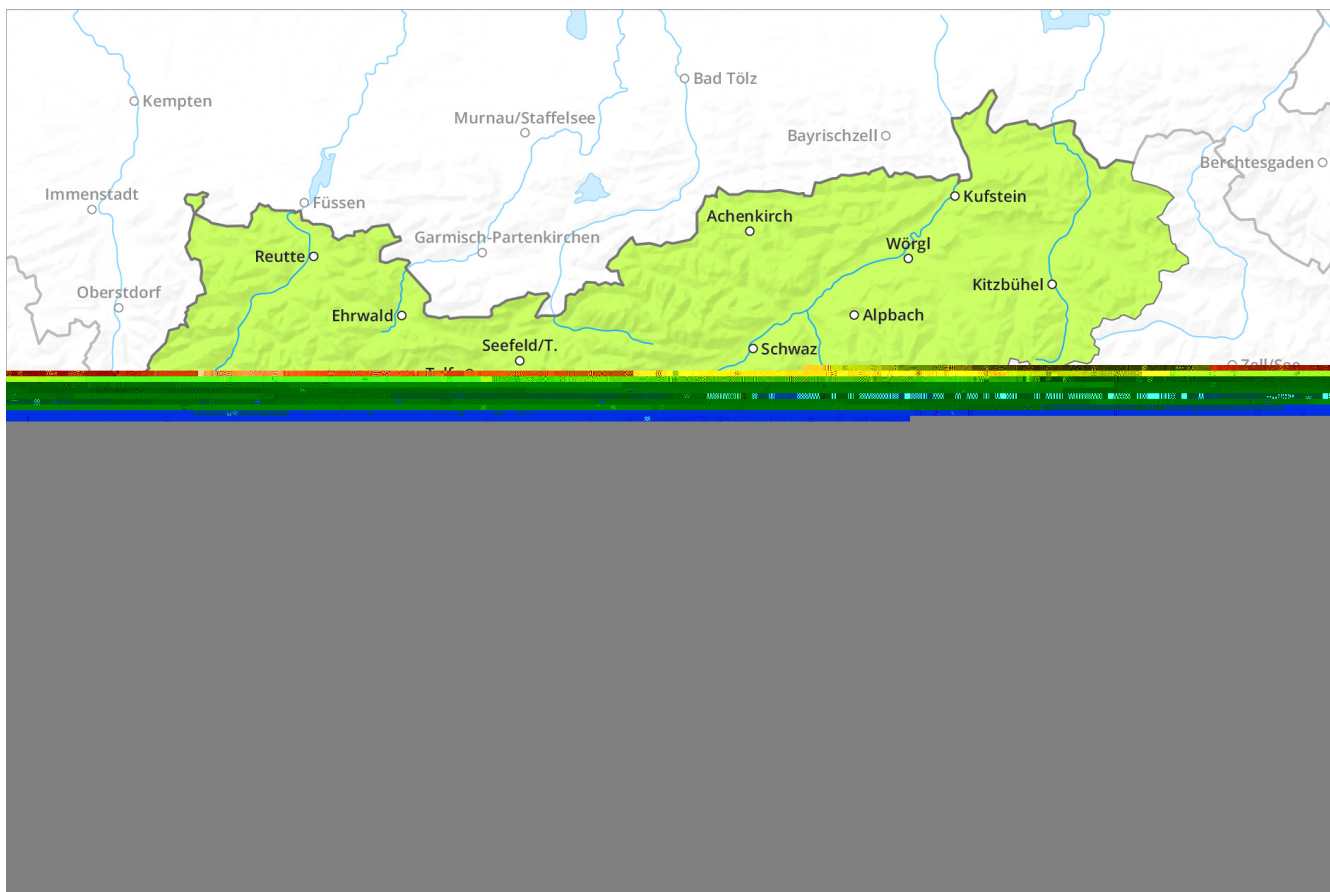 Bad Tölz
Kempten
Murnau/Staffelsee
Bayrischzell
Berchtesgaden
Immenstadt
Füssen
Kufstein
Achenkirch
Garmisch-Partenkirchen
Wörgl
Reutte
Kitzbühel
Oberstdorf
Ehrwald
Alpbach
Seefeld/T.
Schwaz